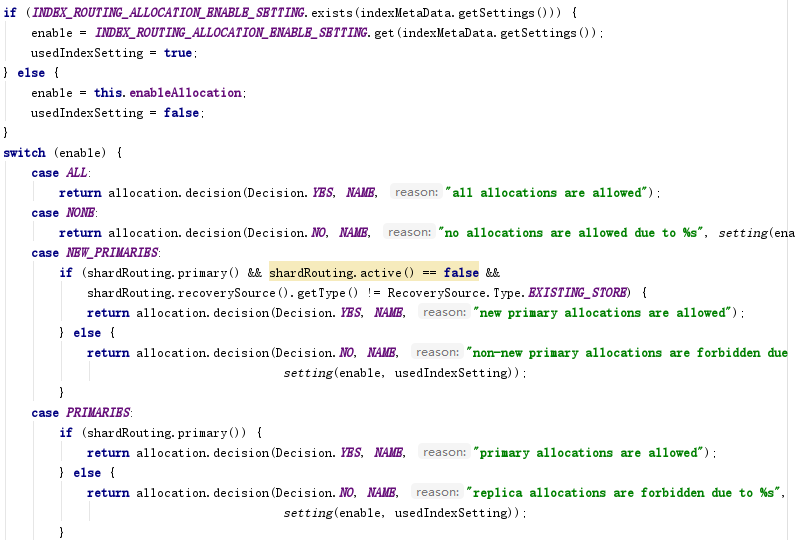 if (INDEX_ROUTING_ALLOCATION_ENABLE_SETTING.exists(indexMetaData.getSettings())) {
    enable = INDEX_ROUTING_ALLOCATION_ENABLE_SETTING.get(indexMetaData.getSettings());
    usedIndexSetting = true;
} else {
    enable = this.enableAllocation;
    usedIndexSetting = false;
}
switch (enable) {
    case ALL:
        return allocation.decision(Decision.YES, NAME, reason: "all allocations are allowed");
    case NONE:
        return allocation.decision(Decision.NO, NAME, reason: "no allocations are allowed due to %s", setting(ena
    case NEW_PRIMARIES:
        if (shardRouting.primary() && shardRouting.active() == false &&
            shardRouting.recoverySource().getType() != RecoverySource.Type.EXISTING_STORE) {
            return allocation.decision(Decision.YES, NAME, reason: "new primary allocations are allowed");
        } else {
            return allocation.decision(Decision.NO, NAME, reason: "non-new primary allocations are forbidden due
                                        setting(enable, usedIndexSetting));
        }
    case PRIMARIES:
        if (shardRouting.primary()) {
            return allocation.decision(Decision.YES, NAME, reason: "primary allocations are allowed");
        } else {
            return allocation.decision(Decision.NO, NAME, reason: "replica allocations are forbidden due to %s",
                                        setting(enable, usedIndexSetting));
        }